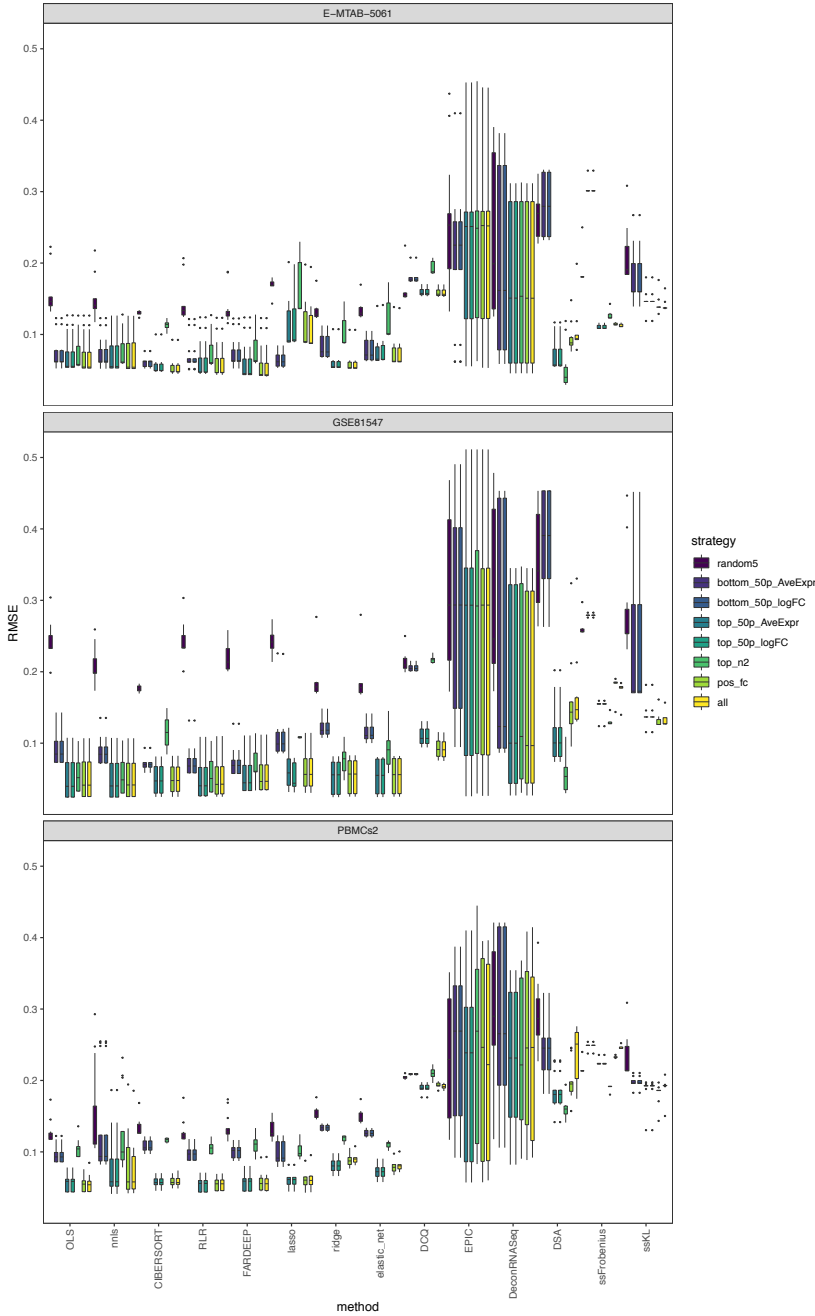 E−MTAB−5061
0.5
0.4
0.3
0.2
0.1
GSE81547
0.5
0.4
0.3
0.2
0.1
PBMCs2
0.5
0.4
0.3
0.2
0.1
RMSE
OLS
nnls
CIBERSORT
RLR
FARDEEP
lasso
ridge
elastic_net
DCQ
EPIC
DeconRNASeq
DSA
ssFrobenius
ssKL
method
strategy
random5
bottom_50p_AveExpr
bottom_50p_logFC
top_50p_AveExpr
top_50p_logFC
top_n2
pos_fc
all